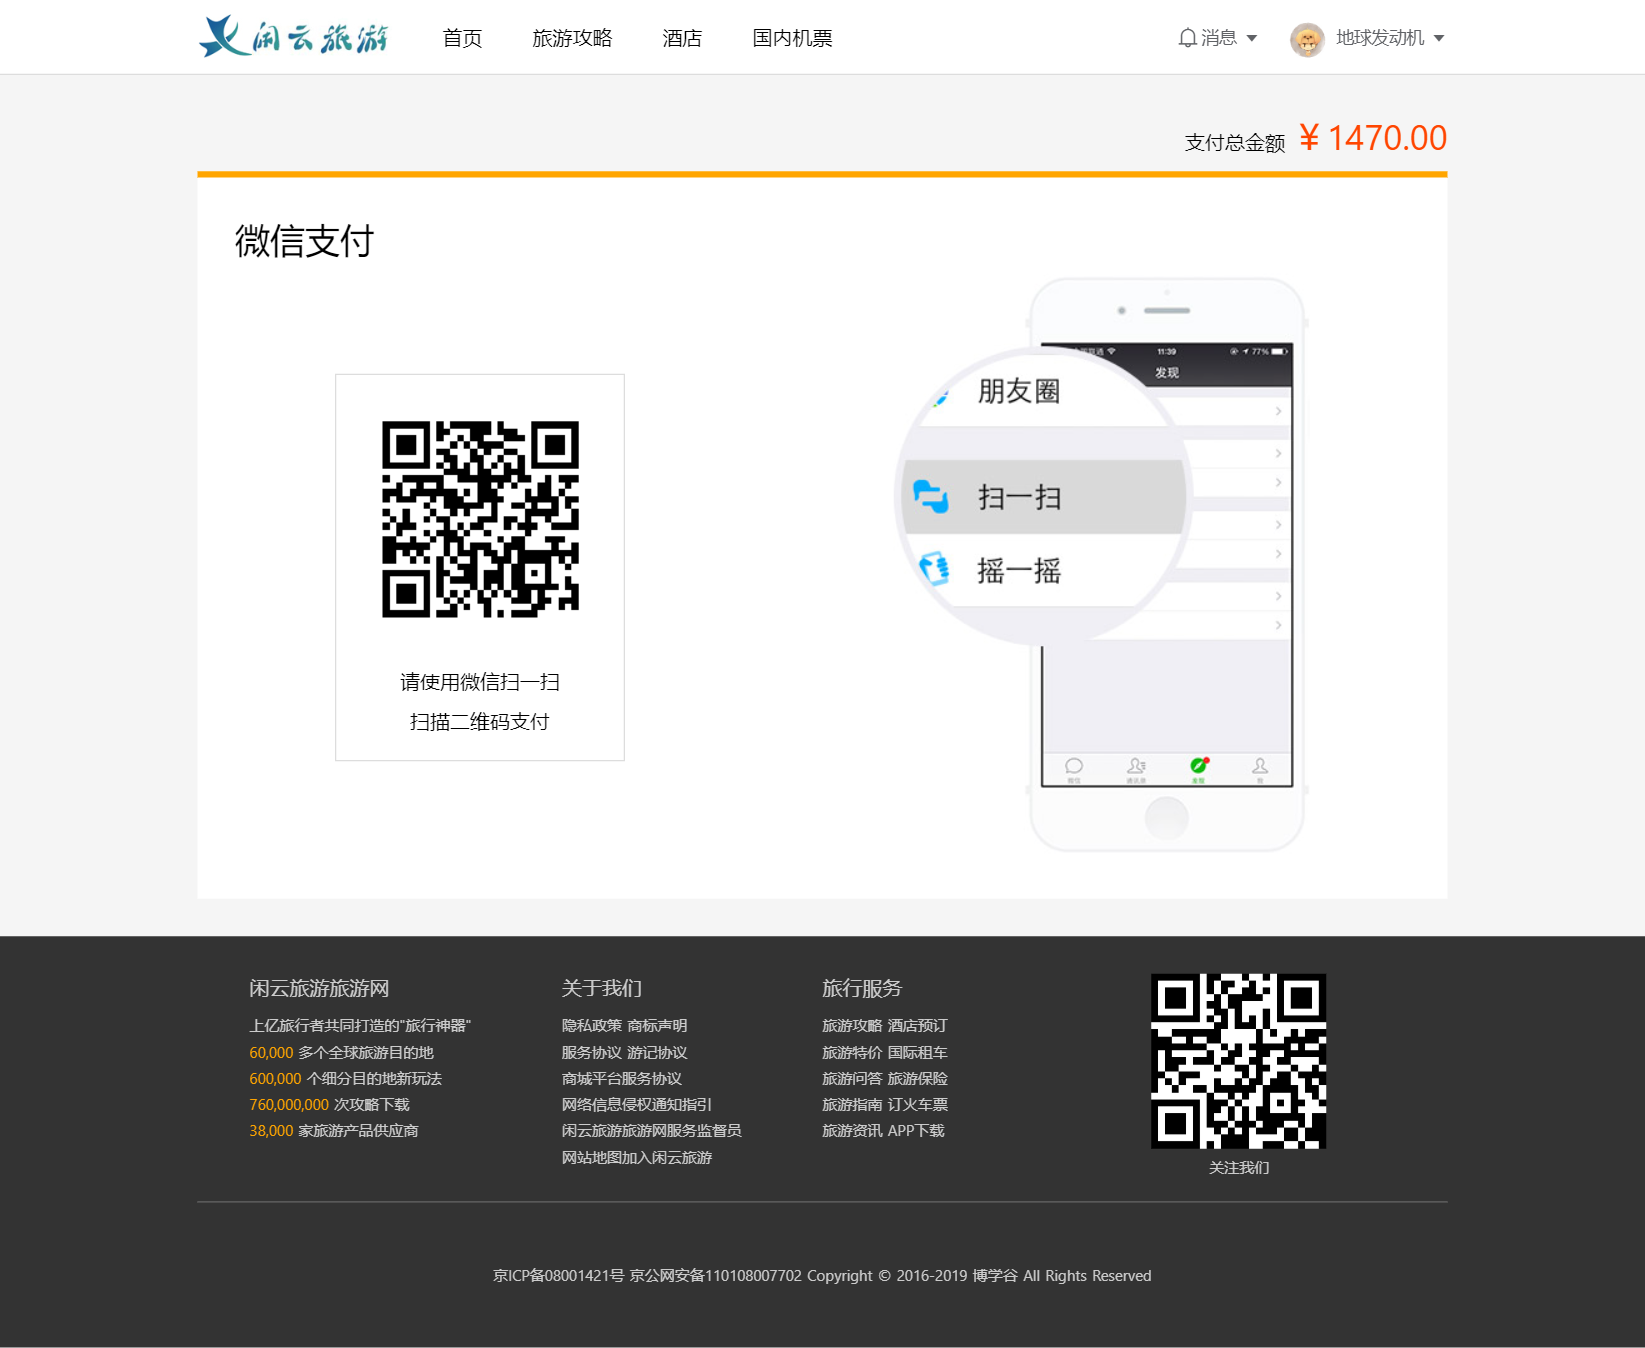 闲云旅游 首页 旅游攻略 酒店 国内机票 消息 地球发动机
支付总金额 ¥ 1470.00
微信支付
11:39 77%
发现
朋友圈
扫一扫
摇一摇
请使用微信扫一扫
扫描二维码支付
微信 通讯录 发现 我
闲云旅游旅游网
上亿旅行者共同打造的"旅行神器"
60,000 多个全球旅游目的地
600,000 个细分目的地新玩法
760,000,000 次攻略下载
38,000 家旅游产品供应商
关于我们
隐私政策 商标声明
服务协议 游记协议
商城平台服务协议
网络信息侵权通知指引
闲云旅游旅游网服务监督员
网站地图加入闲云旅游
旅行服务
旅游攻略 酒店预订
旅游特价 国际租车
旅游问答 旅游保险
旅游指南 订火车票
旅游资讯 APP下载
关注我们
京ICP备08001421号 京公网安备110108007702 Copyright © 2016-2019 博学谷 All Rights Reserved